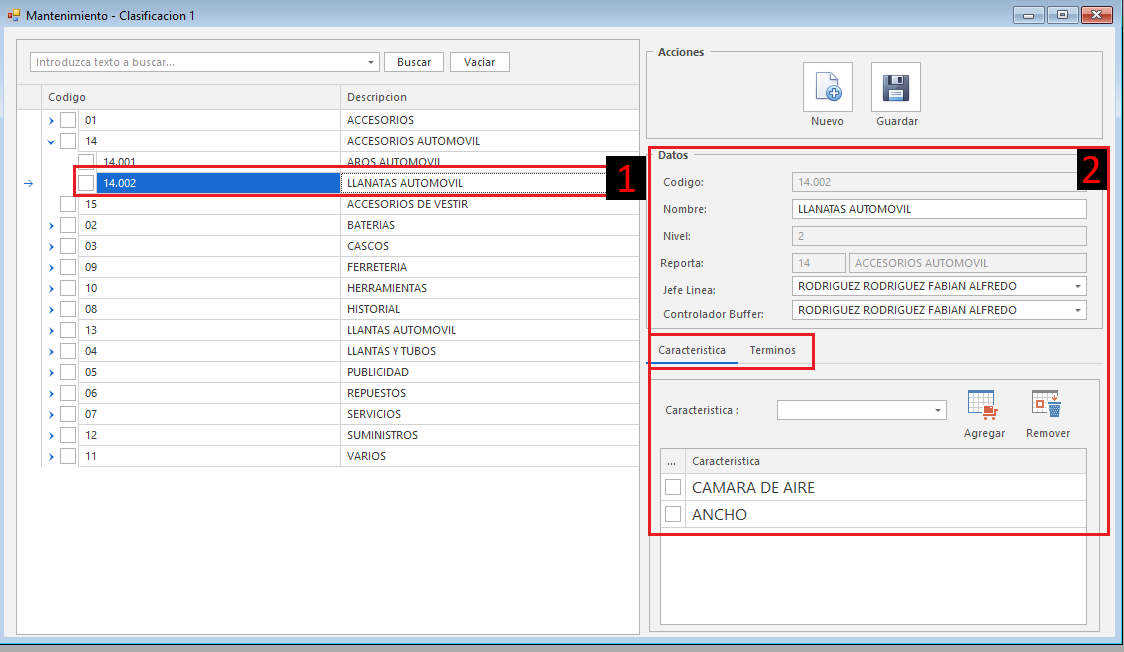 Mantenimiento - Clasificacion 1
Introduzca texto a buscar...
Buscar
Vaciar
Codigo Descripcion
01 ACCESORIOS
14 ACCESORIOS AUTOMOVIL
14.001 AROS AUTOMOVIL
14.002 LLANATAS AUTOMOVIL
1
15 ACCESORIOS DE VESTIR
02 BATERIAS
03 CASCOS
09 FERRETERIA
10 HERRAMIENTAS
08 HISTORIAL
13 LLANTAS AUTOMOVIL
04 LLANTAS Y TUBOS
05 PUBLICIDAD
06 REPUESTOS
07 SERVICIOS
12 SUMINISTROS
11 VARIOS
Acciones
Nuevo Guardar
Datos
2
Codigo: 14.002
Nombre: LLANATAS AUTOMOVIL
Nivel: 2
Reporta: 14 ACCESORIOS AUTOMOVIL
Jefe Linea: RODRIGUEZ RODRIGUEZ FABIAN ALFREDO
Controlador Buffer: RODRIGUEZ RODRIGUEZ FABIAN ALFREDO
Caracteristica Terminos
Caracteristica :
Agregar Remover
... Caracteristica
CAMARA DE AIRE
ANCHO